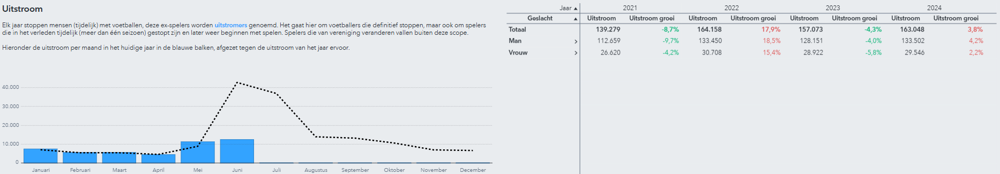 Uitstroom
Elk jaar stoppen mensen (tijdelijk) met voetballen, deze ex-spelers worden uitstromers genoemd. Het gaat hier om voetballers die definitief stoppen, maar ook om spelers
die in het verleden tijdelijk (meer dan één seizoen) gestopt zijn en later weer beginnen met spelen. Spelers die van vereniging veranderen vallen buiten deze scope.
Hieronder de uitstroom per maand in het huidige jaar in de blauwe balken, afgezet tegen de uitstroom van het jaar ervoor.
40.000
30.000
20.000
10.000
0
Januari Februari Maart April Mei Juni Juli Augustus September Oktober November December
Jaar 2021 2022 2023 2024
Geslacht Uitstroom Uitstroom groei Uitstroom Uitstroom groei Uitstroom Uitstroom groei Uitstroom Uitstroom groei
Totaal 139.279 -8,7% 164.158 17,9% 157.073 -4,3% 163.048 3,8%
Man 112.659 -9,7% 133.450 18,5% 128.151 -4,0% 133.502 4,2%
Vrouw 26.620 -4,2% 30.708 15,4% 28.922 -5,8% 29.546 2,2%